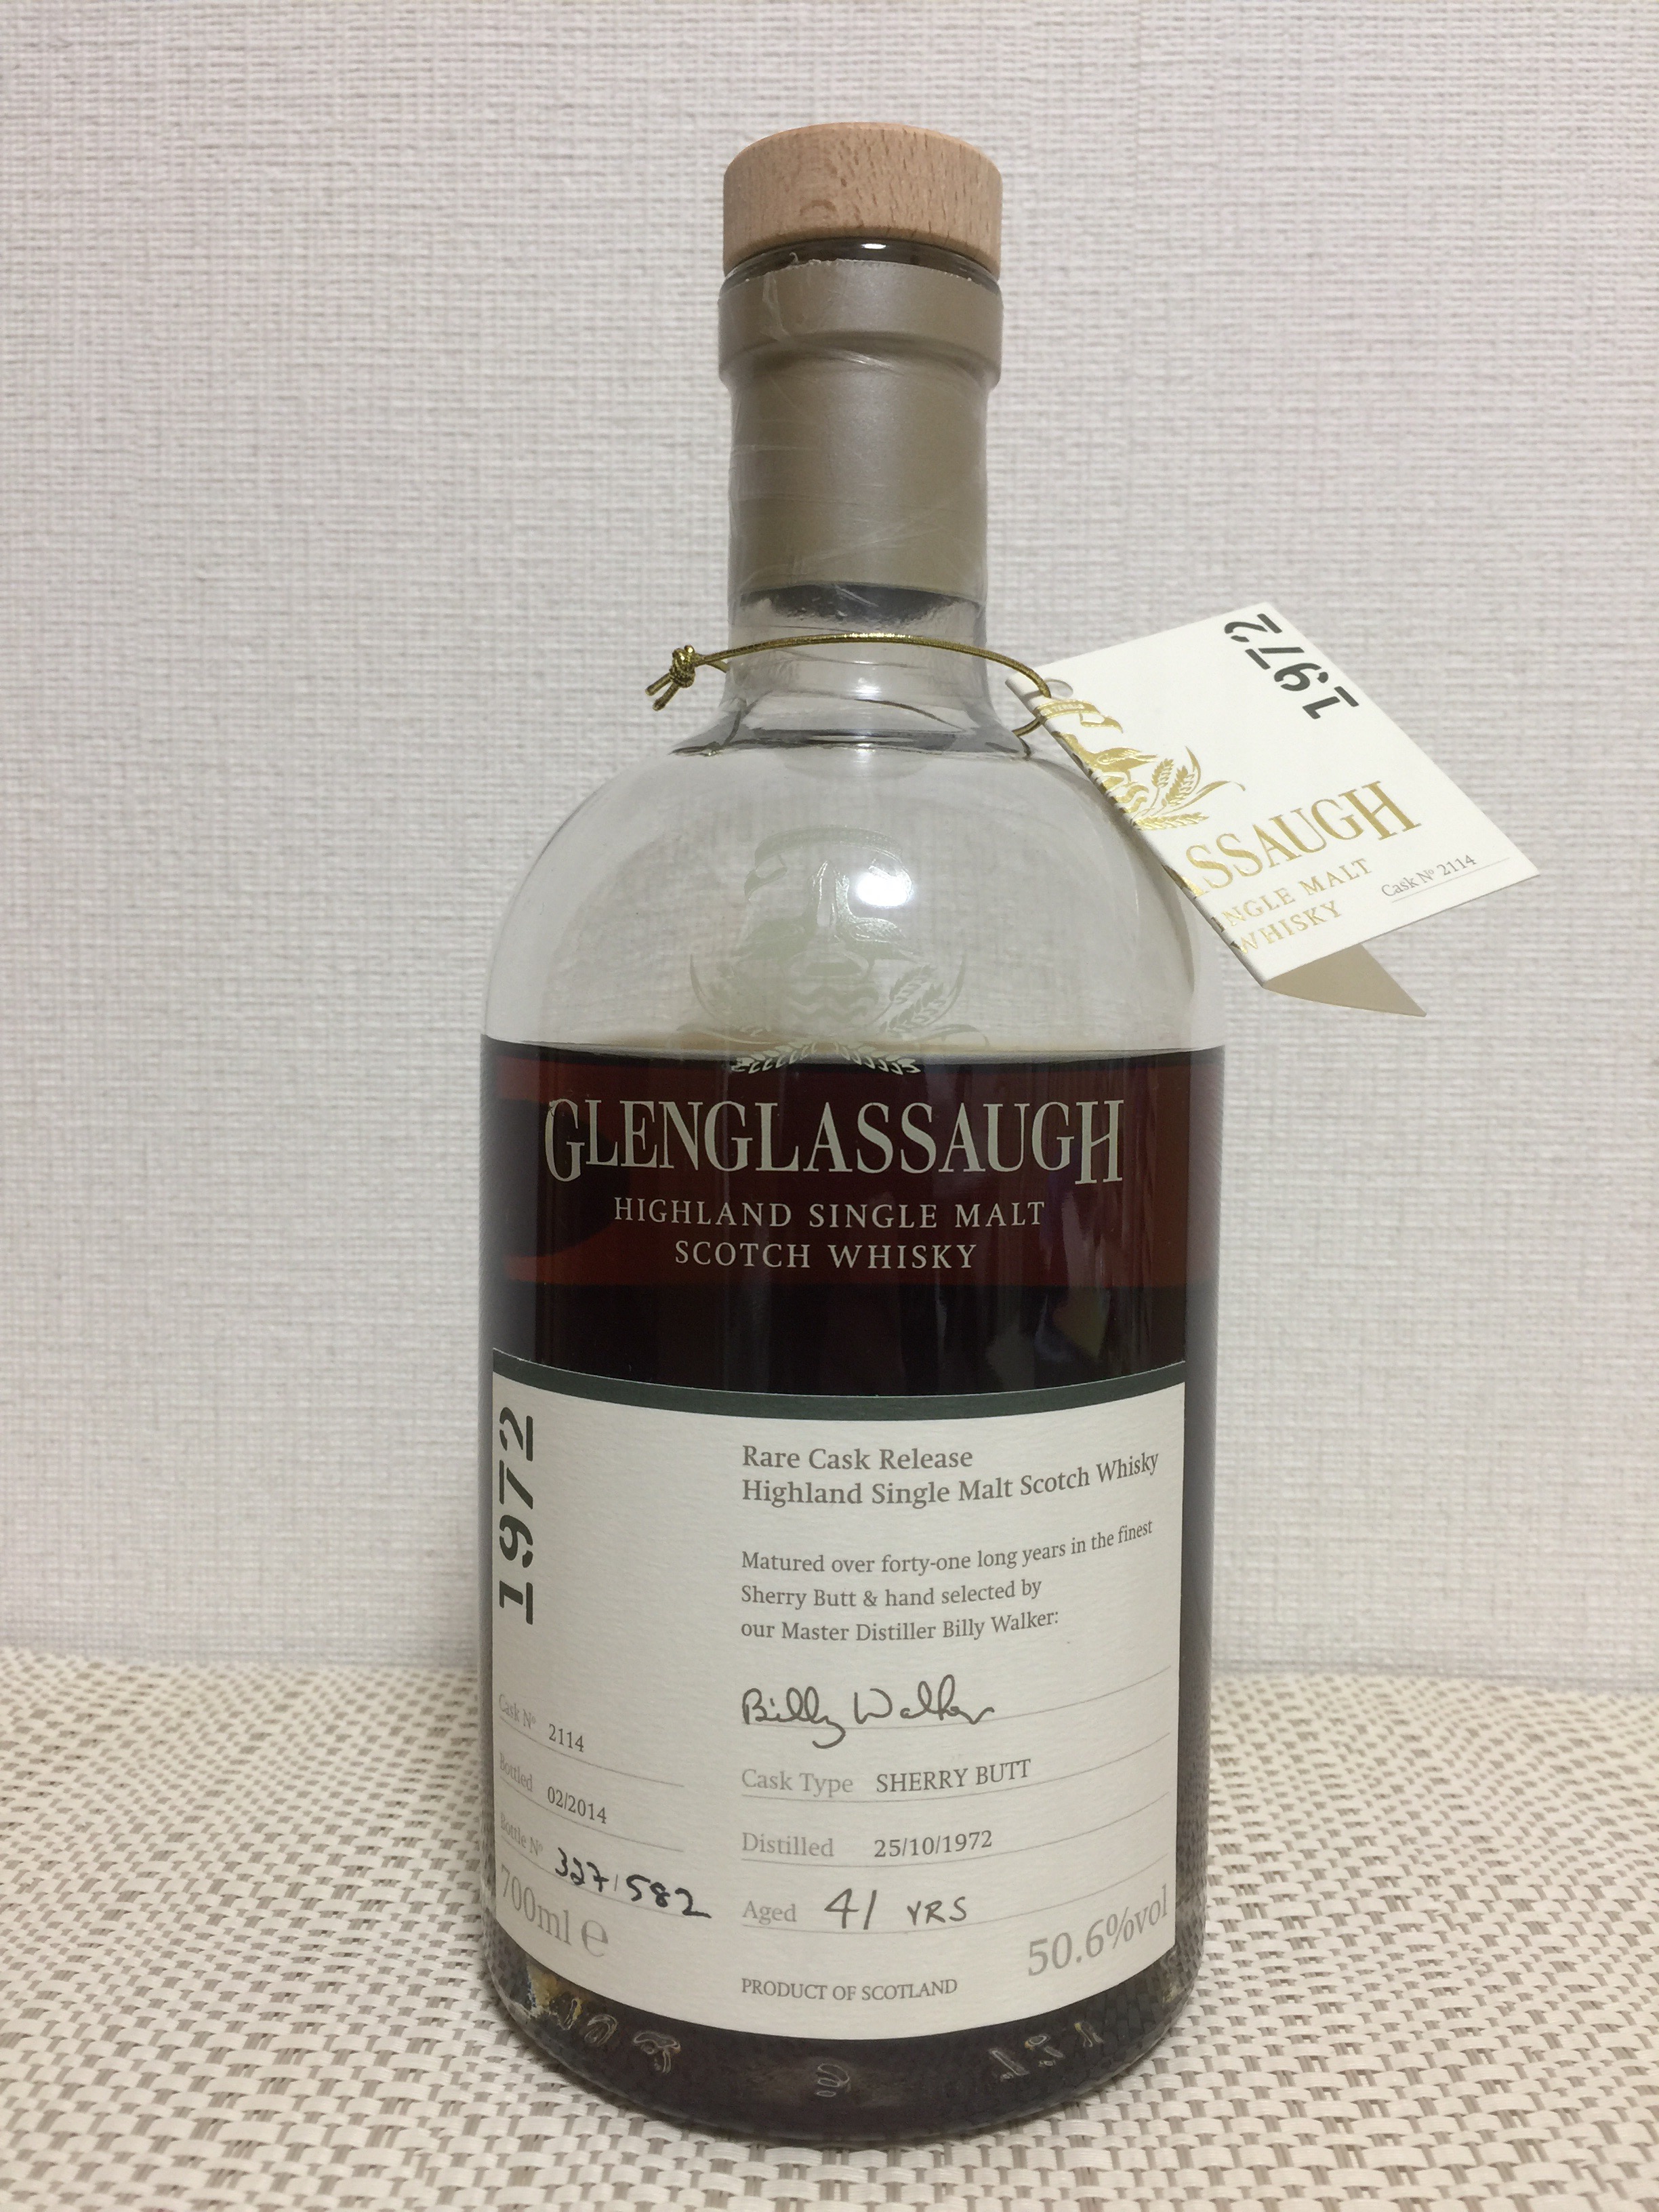 1972
ASSAUGH
NGLE MALT
WHISKY
Cask Nº 2114
GLENGLASSAUGH
HIGHLAND SINGLE MALT
SCOTCH WHISKY
1972
Rare Cask Release
Highland Single Malt Scotch Whisky
Matured over forty-one long years in the finest
Sherry Butt & hand selected by
our Master Distiller Billy Walker:
Billy Walker
Cask Nº 2114
Bottled 02/2014
Bottle Nº 327/582
700ml e
Cask Type SHERRY BUTT
Distilled 25/10/1972
Aged 41 YRS
50.6%vol
PRODUCT OF SCOTLAND